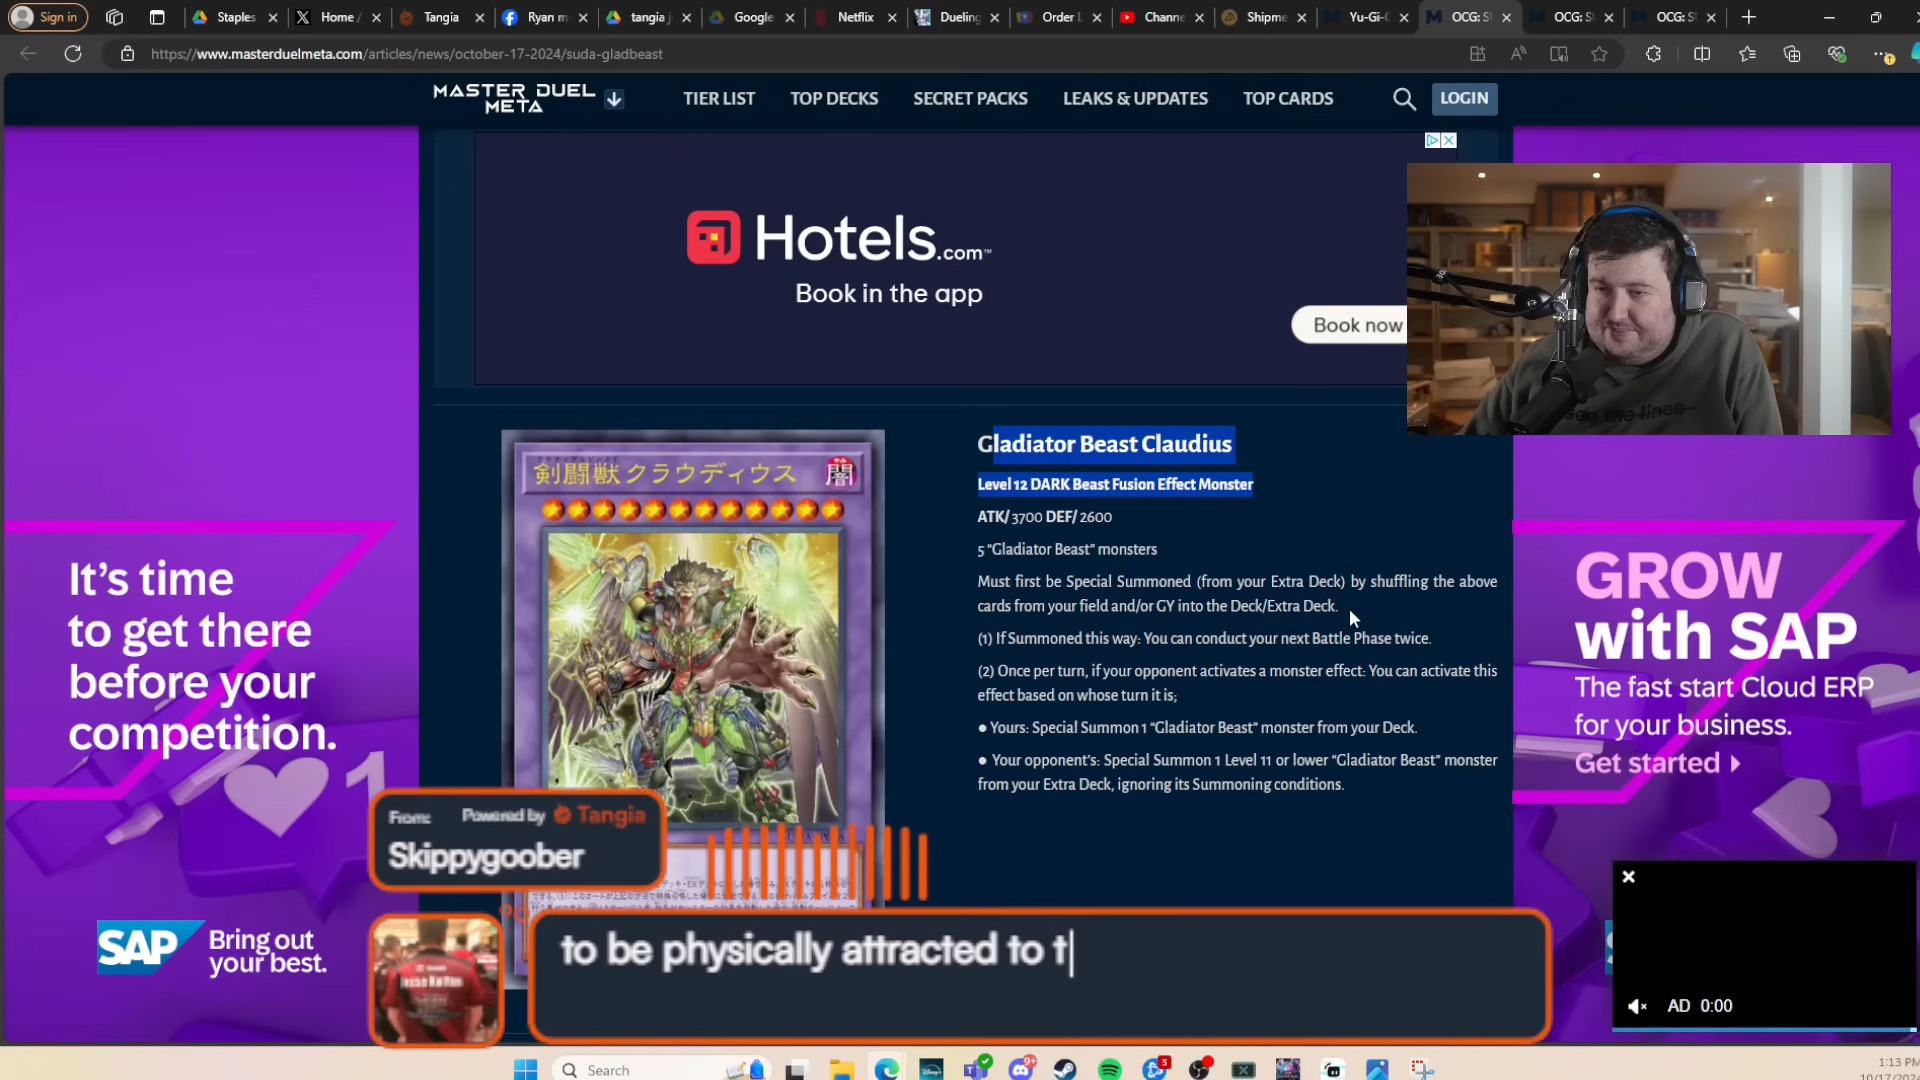 Sign in
Staples
Home /
Tangia
Ryan m
tangia j
Google
Netflix
Dueling
Order L
Channe
Shipme
Yu-Gi-O
OCG: S
OCG: S
OCG: S
https://www.masterduelmeta.com/articles/news/october-17-2024/suda-gladbeast
MASTER DUEL
META
TIER LIST
TOP DECKS
SECRET PACKS
LEAKS & UPDATES
TOP CARDS
LOGIN
Hotels.com™
Book in the app
Book now
剣闘獣クラウディウス
闇
Gladiator Beast Claudius
Level 12 DARK Beast Fusion Effect Monster
ATK/ 3700 DEF/ 2600
5 “Gladiator Beast” monsters
Must first be Special Summoned (from your Extra Deck) by shuffling the above
cards from your field and/or GY into the Deck/Extra Deck.
(1) If Summoned this way: You can conduct your next Battle Phase twice.
(2) Once per turn, if your opponent activates a monster effect: You can activate this
effect based on whose turn it is;
● Yours: Special Summon 1 “Gladiator Beast” monster from your Deck.
● Your opponent's: Special Summon 1 Level 11 or lower “Gladiator Beast” monster
from your Extra Deck, ignoring its Summoning conditions.
It's time
to get there
before your
competition.
1
SAP
Bring out
your best.
GROW
with SAP
The fast start Cloud ERP
for your business.
Get started
From:
Powered by Tangia
Skippygoober
to be physically attracted to t
AD 0:00
Search
9+
5
1:13 PM